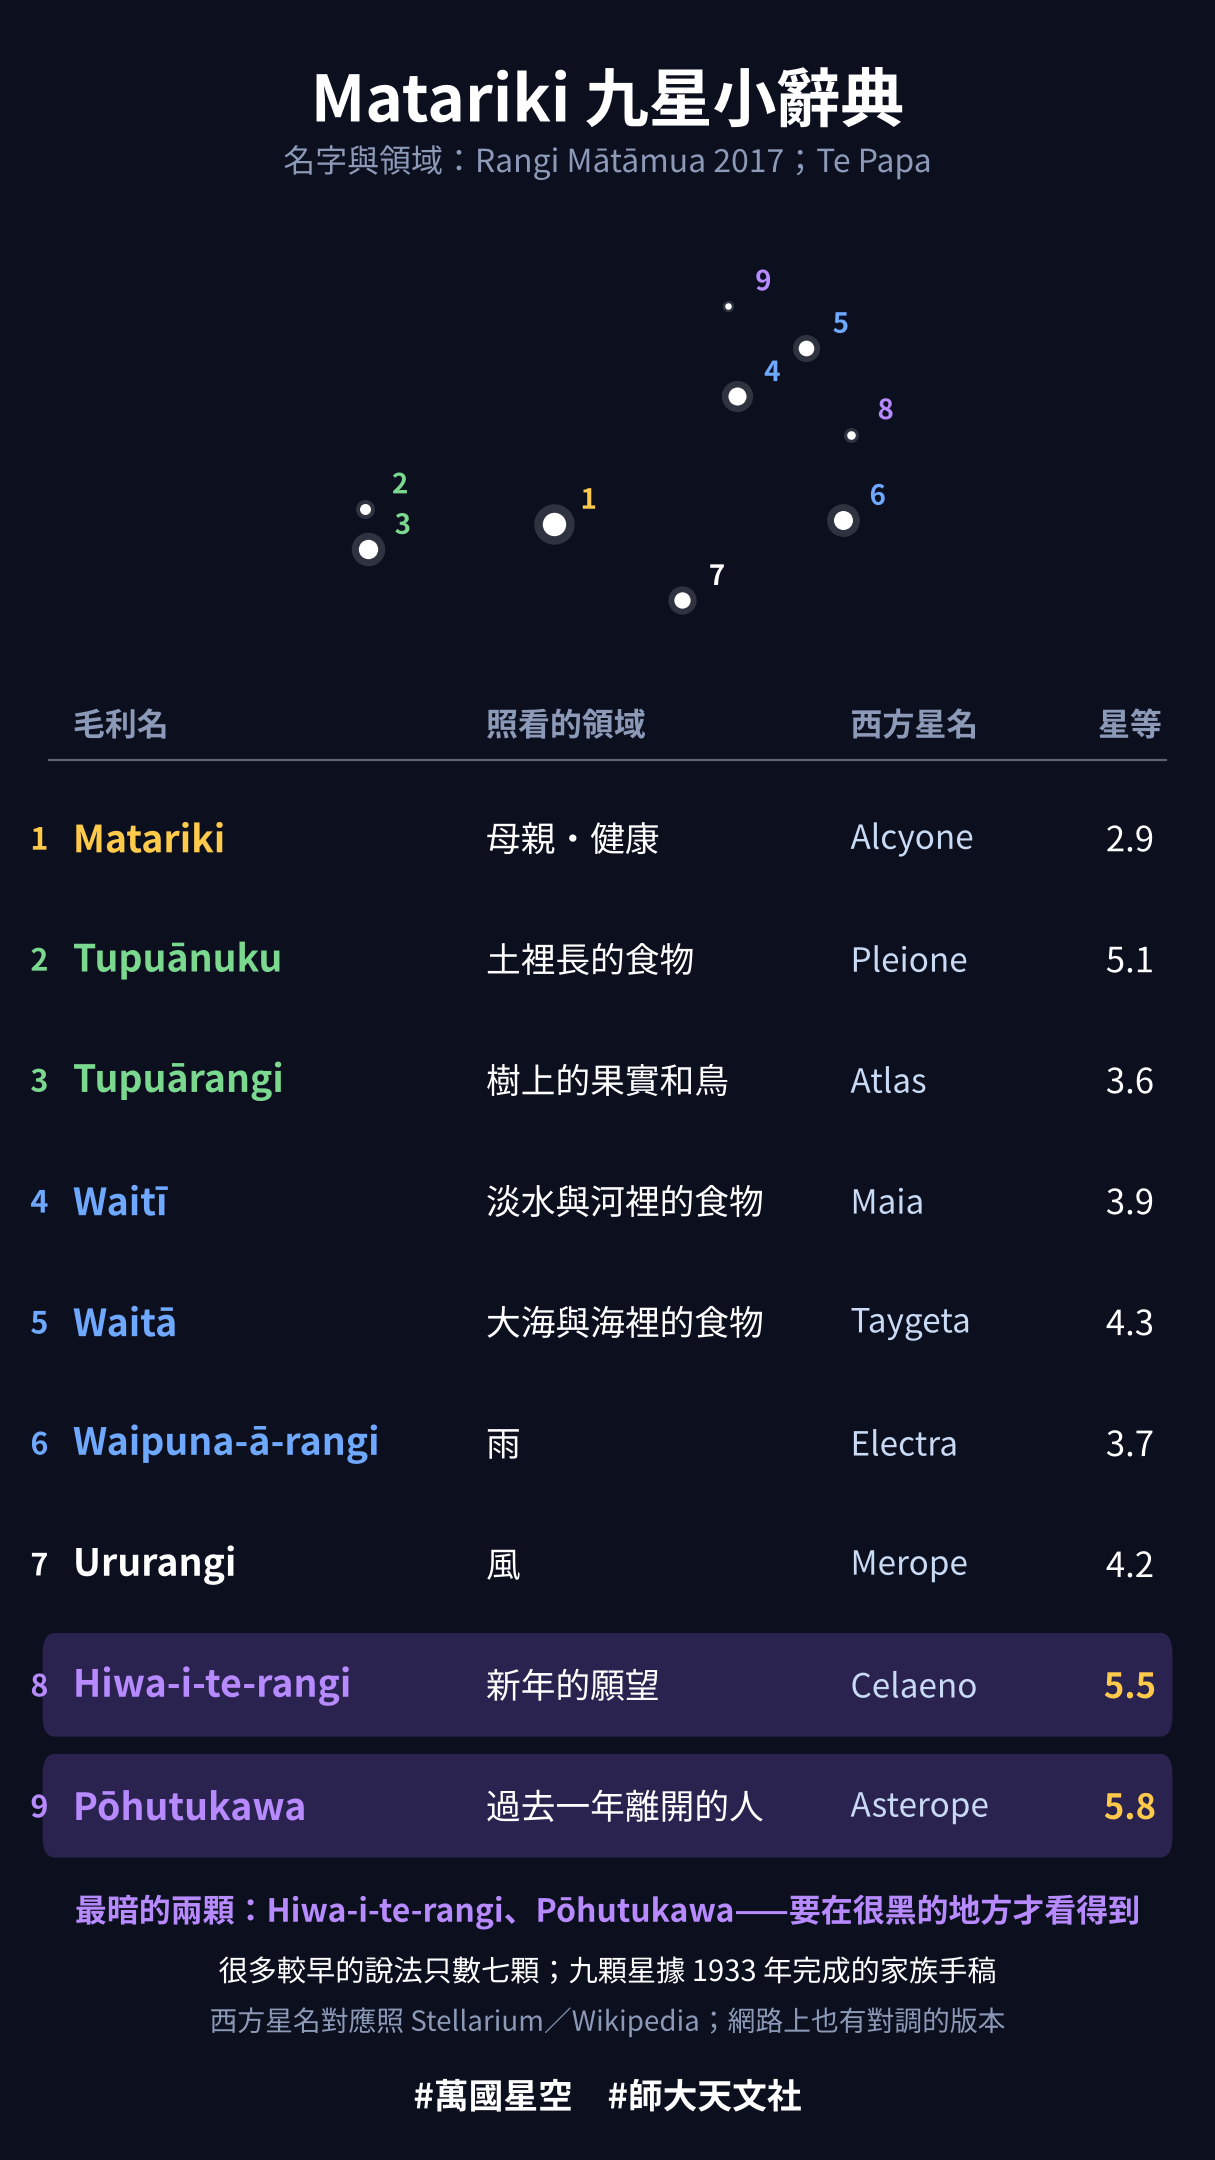 Matariki 九星小辭典
名字與領域：Rangi Mātāmua 2017；Te Papa
9
5
4
8
2
1
6
3
7
毛利名 照看的領域 西方星名 星等
1 Matariki 母親・健康 Alcyone 2.9
2 Tupuānuku 土裡長的食物 Pleione 5.1
3 Tupuārangi 樹上的果實和鳥 Atlas 3.6
4 Waitī 淡水與河裡的食物 Maia 3.9
5 Waitā 大海與海裡的食物 Taygeta 4.3
6 Waipuna-ā-rangi 雨 Electra 3.7
7 Ururangi 風 Merope 4.2
8 Hiwa-i-te-rangi 新年的願望 Celaeno 5.5
9 Pōhutukawa 過去一年離開的人 Asterope 5.8
最暗的兩顆：Hiwa-i-te-rangi、Pōhutukawa——要在很黑的地方才看得到
很多較早的說法只數七顆；九顆星據 1933 年完成的家族手稿
西方星名對應照 Stellarium／Wikipedia；網路上也有對調的版本
#萬國星空 #師大天文社